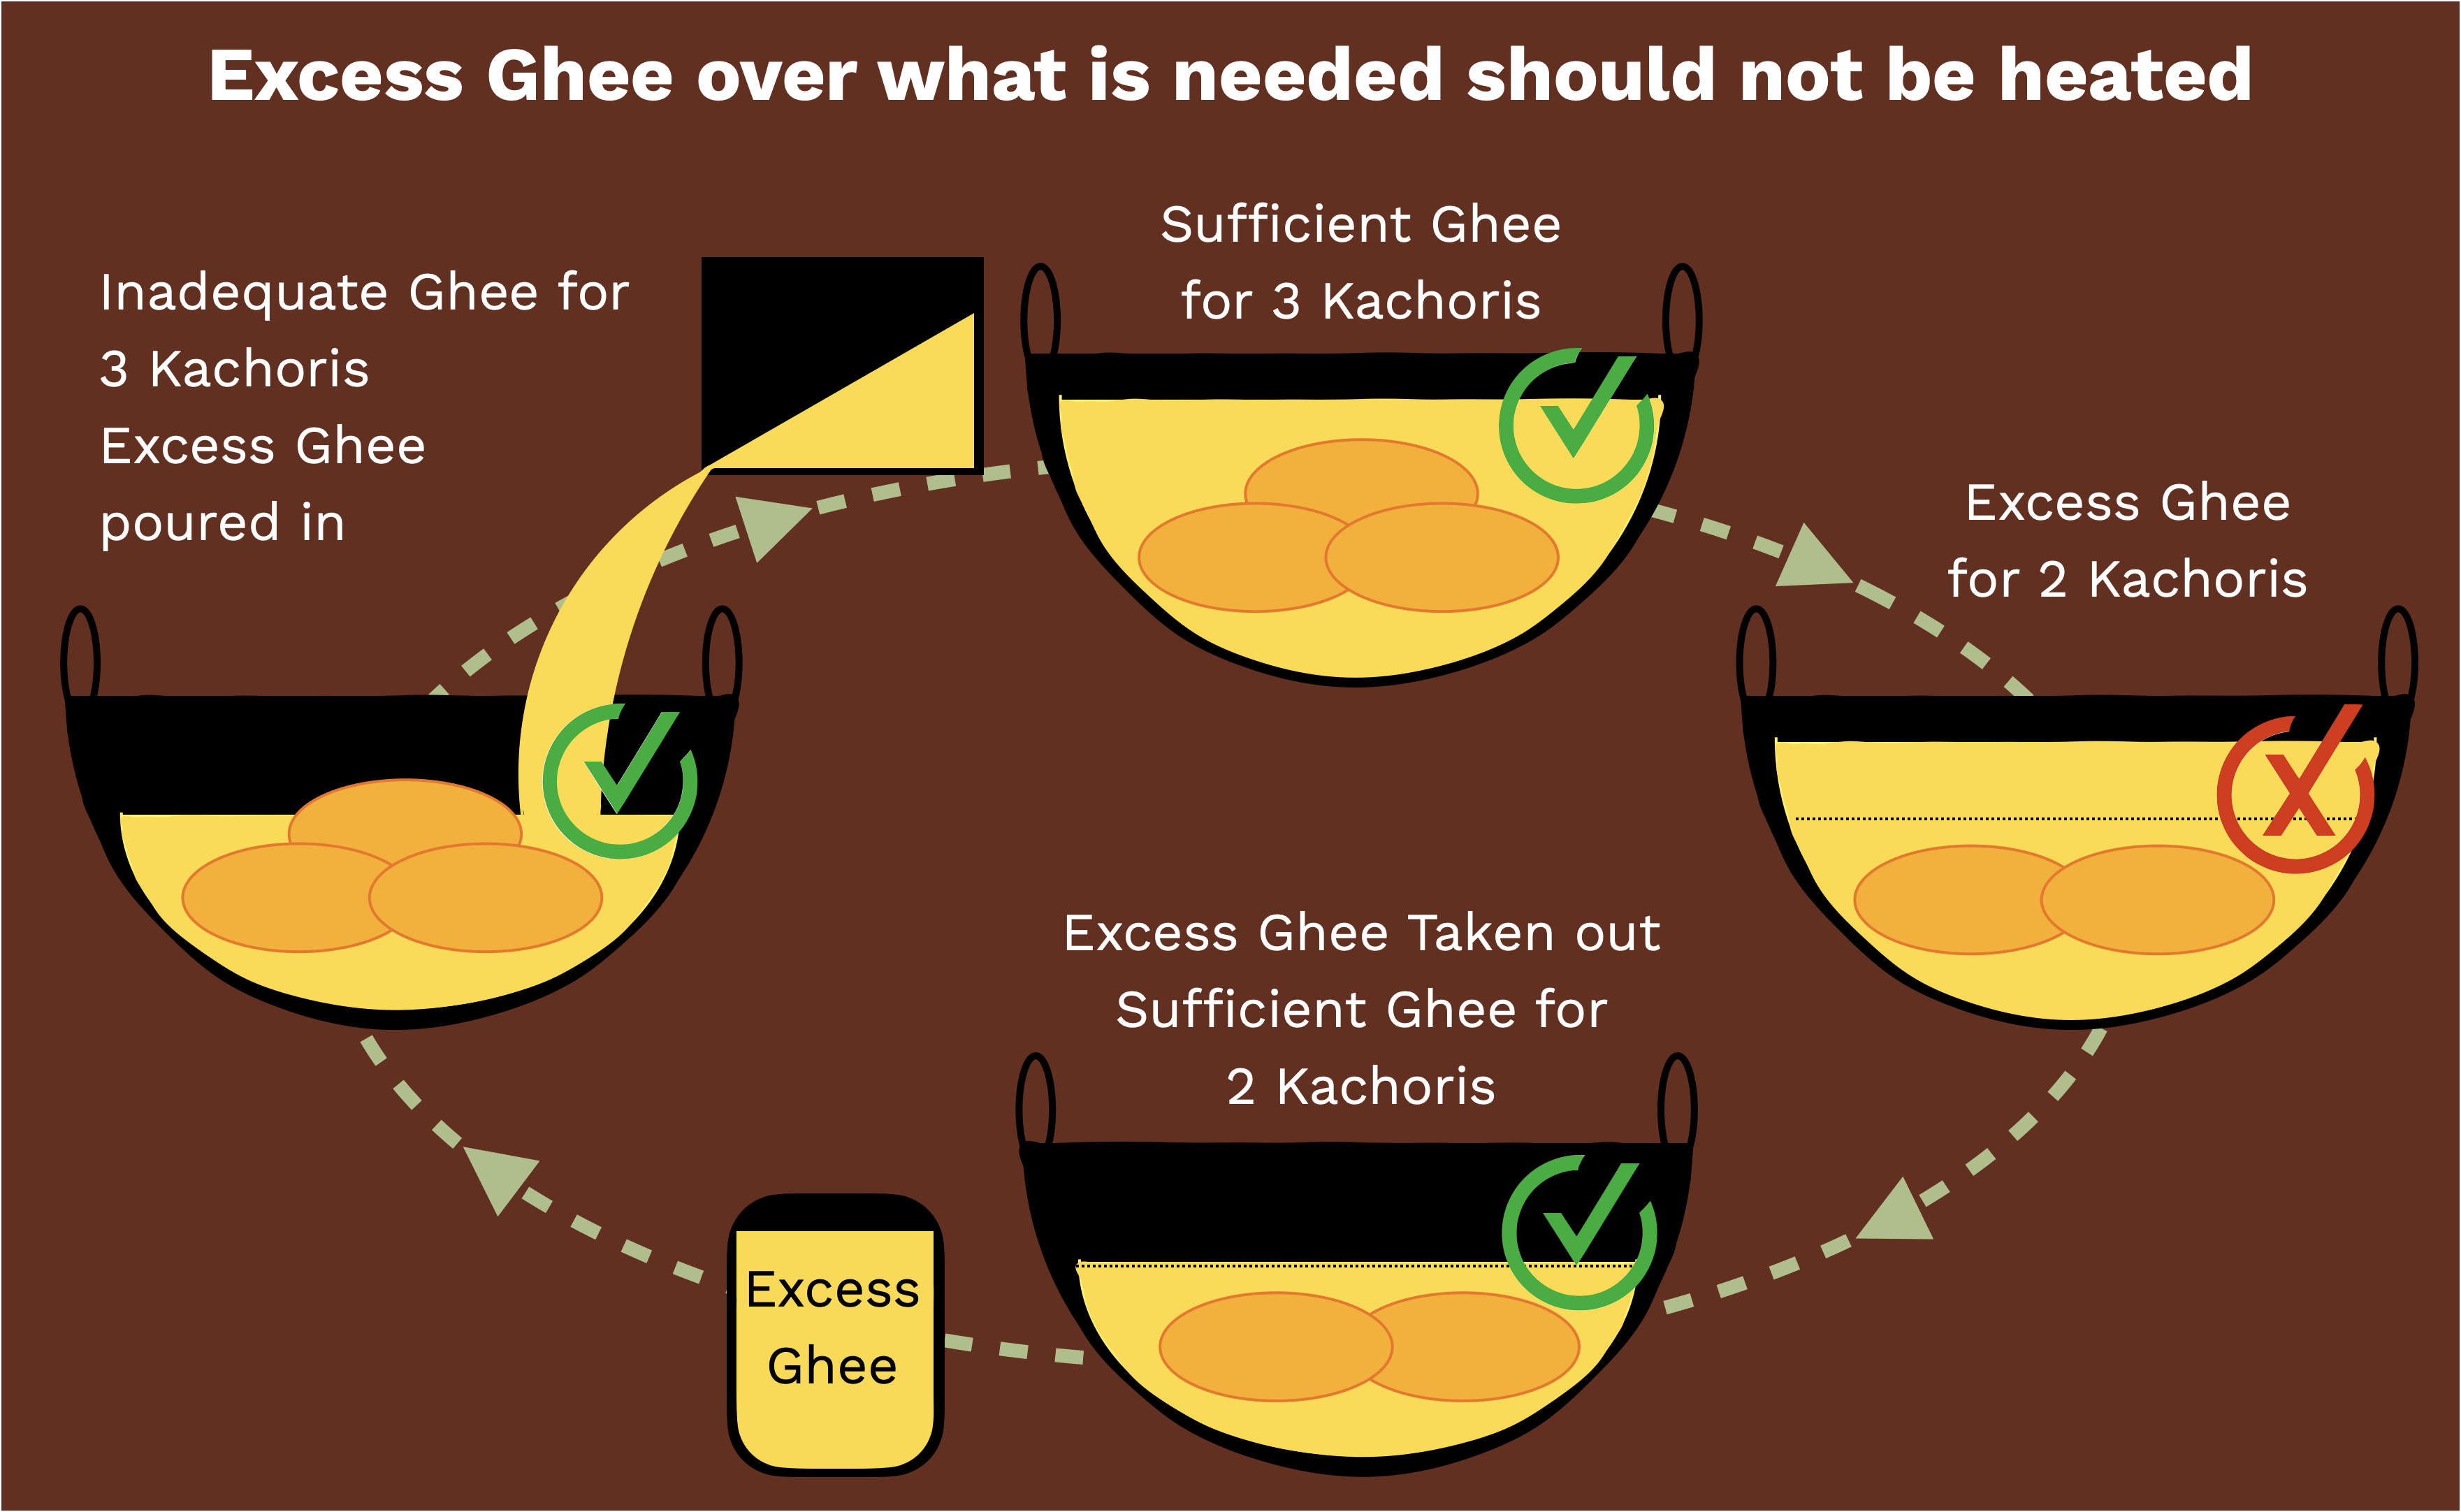 Excess Ghee over what is needed should not be heated
Sufficient Ghee
for 3 Kachoris
Inadequate Ghee for
3 Kachoris
Excess Ghee
poured in
Excess Ghee
for 2 Kachoris
Excess Ghee Taken out
Sufficient Ghee for
2 Kachoris
Excess
Ghee